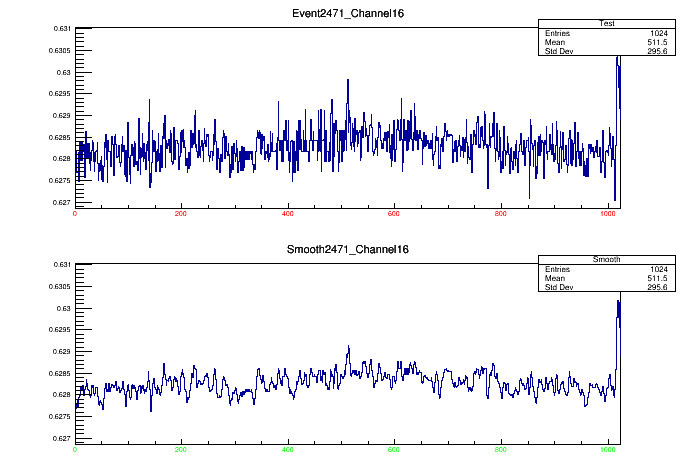 Event2471_Channel16
Test
Entries 1024
Mean 511.5
Std Dev 295.6
0.631
0.6305
0.63
0.6295
0.629
0.6285
0.628
0.6275
0.627
0 200 400 600 800 1000
Smooth2471_Channel16
Smooth
Entries 1024
Mean 511.5
Std Dev 295.6
0.631
0.6305
0.63
0.6295
0.629
0.6285
0.628
0.6275
0.627
0 200 400 600 800 1000